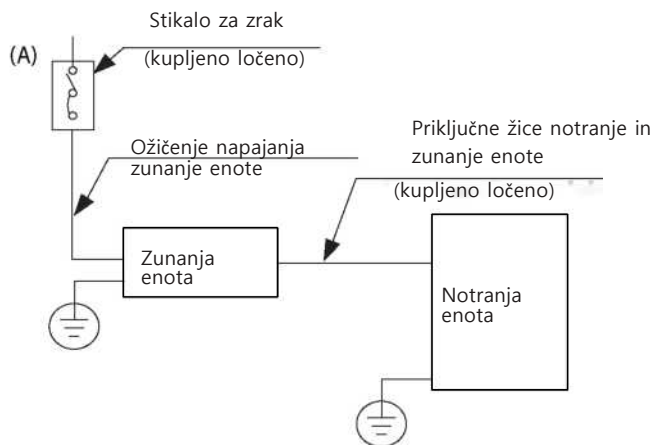 (A)
Stikalo za zrak
(kupljeno ločeno)
Ožičenje napajanja
zunanje enote
Priključne žice notranje in
zunanje enote
(kupljeno ločeno)
Zunanja
enota
Notranja
enota